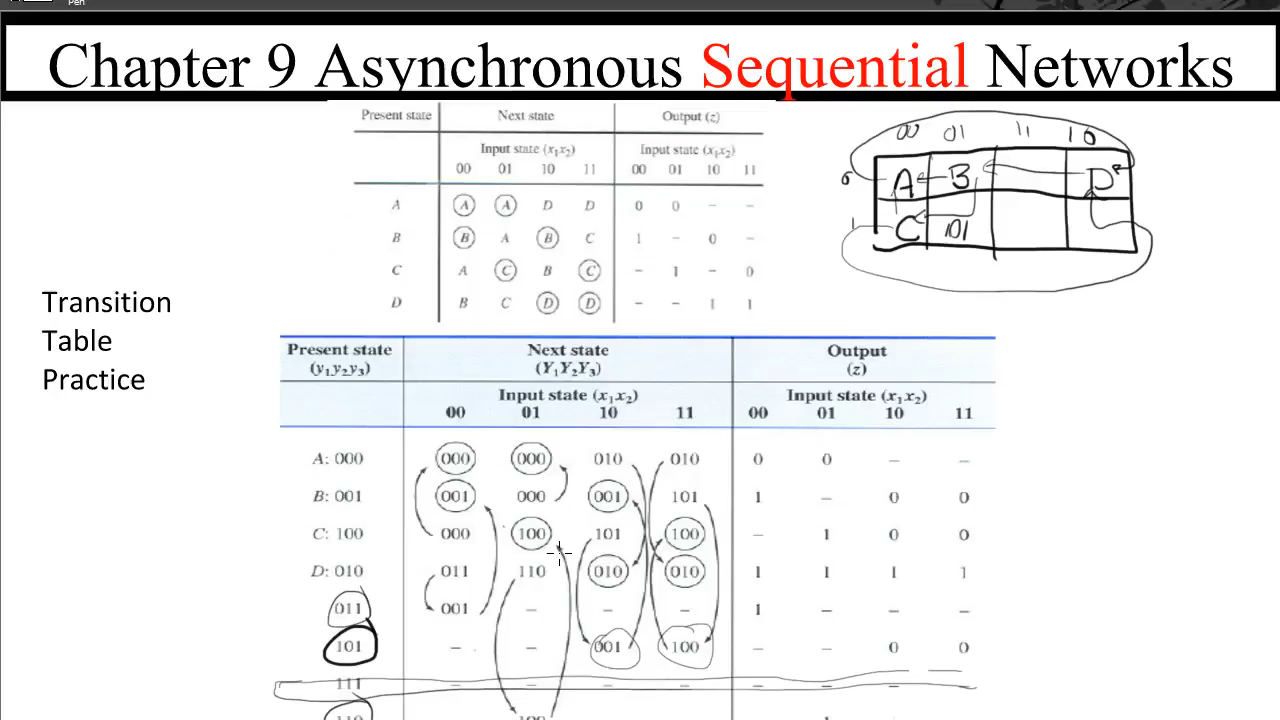 Pen
Chapter 9 Asynchronous Sequential Networks
Present state Next state Output (z)
Input state (x1x2) Input state (x1x2)
00 01 10 11 00 01 10 11
A A A D D 0 0 – –
B B A B C 1 – 0 –
C A C B C – 1 – 0
D B C D D – – 1 1
00 01 11 10
A B D
1 C 101
Transition
Table
Practice
Present state Next state Output
(y1y2y3) (Y1Y2Y3) (z)
Input state (x1x2) Input state (x1x2)
00 01 10 11 00 01 10 11
A: 000 000 000 010 010 0 0 – –
B: 001 001 000 001 101 1 – 0 0
C: 100 000 100 101 100 – 1 0 0
D: 010 011 110 010 010 1 1 1 1
011 001 – – – 1 – – –
101 – – 001 100 – – 0 0
111 – – – – – – – –